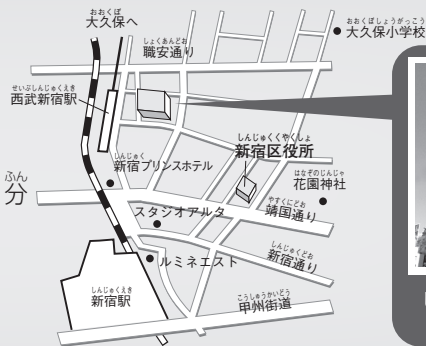 おおくぼ
大久保へ
おおくぼしょうがっこう
大久保小学校
しょくあんどお
職安通り
せいぶしんじゅくえき
西武新宿駅
しんじゅくくやくしょ
新宿区役所
しんじゅく
新宿プリンスホテル
はなぞのじんじゃ
花園神社
ふん
分
やすくにどお
靖国通り
スタジオアルタ
しんじゅくどお
新宿通り
ルミネエスト
しんじゅくえき
新宿駅
こうしゅうかいどう
甲州街道